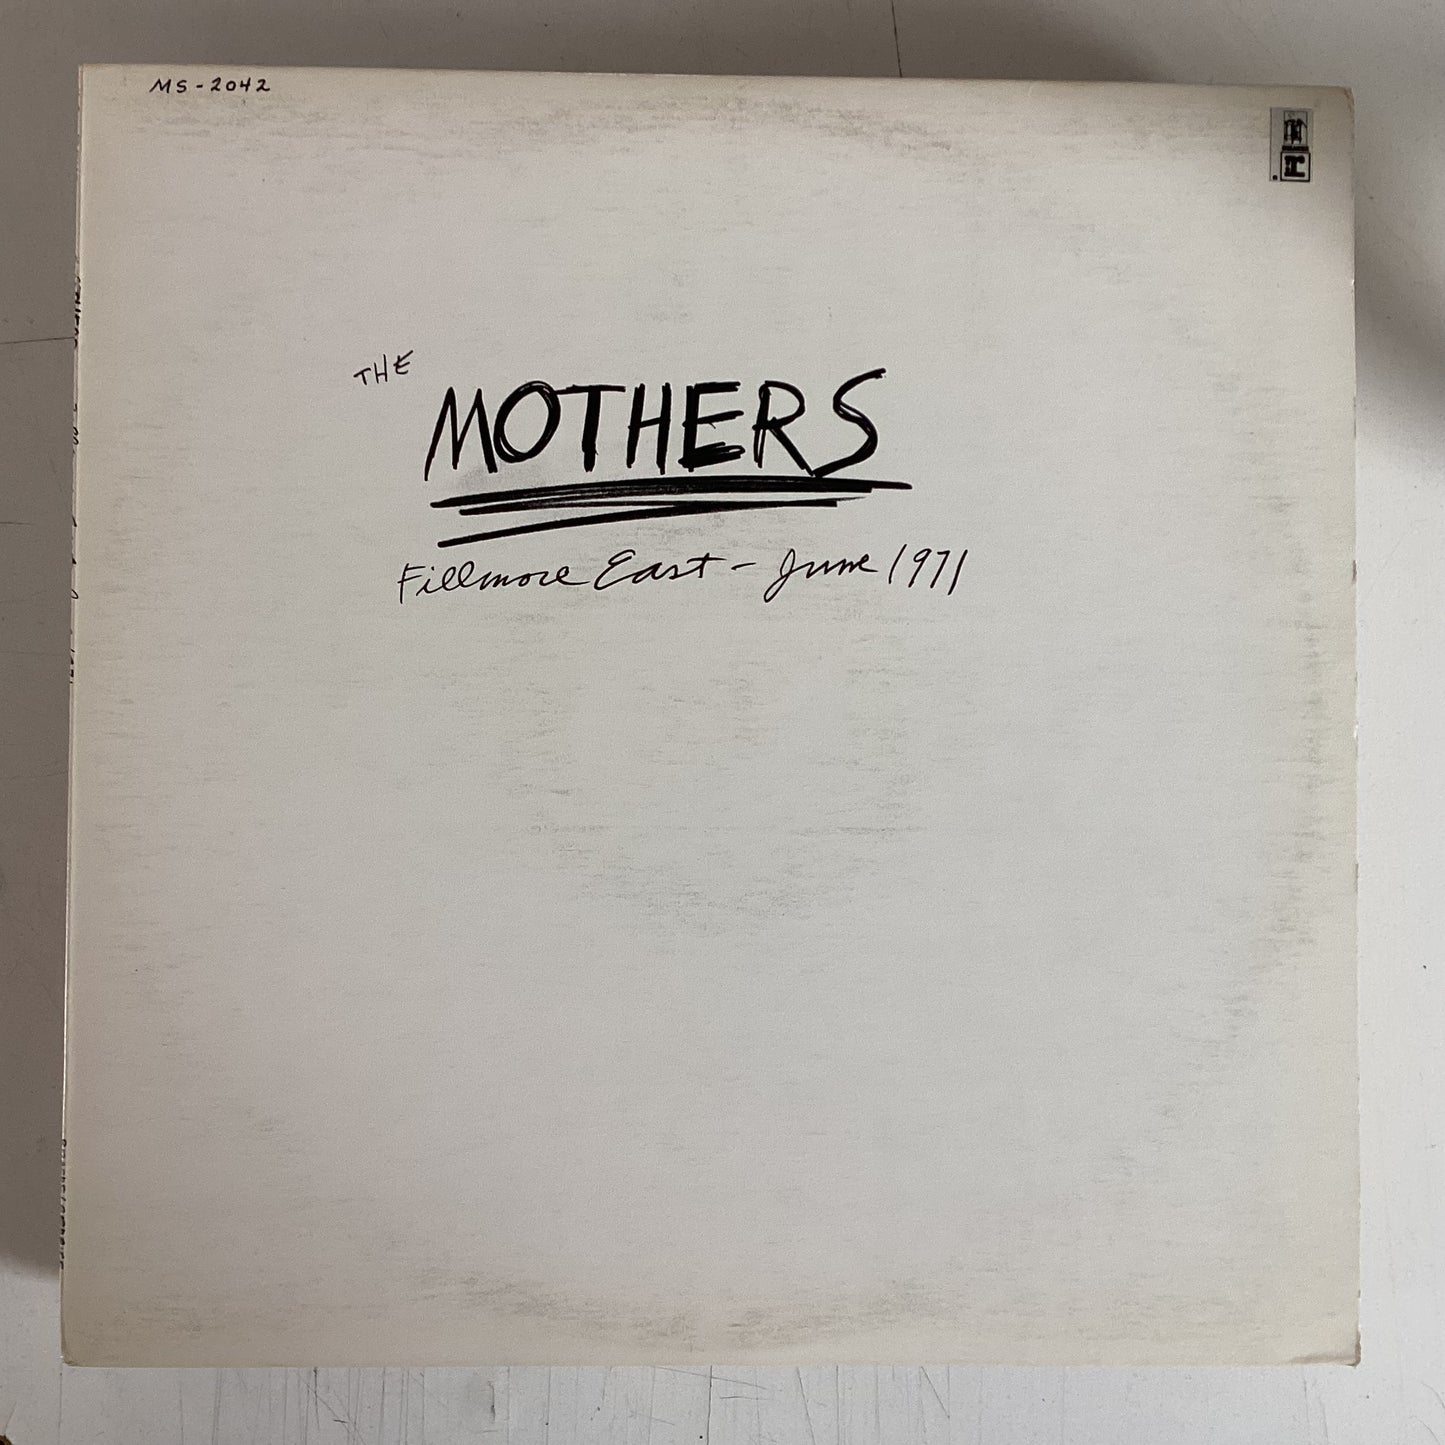 MS-2042
THE
MOTHERS
Fillmore East - June 1971